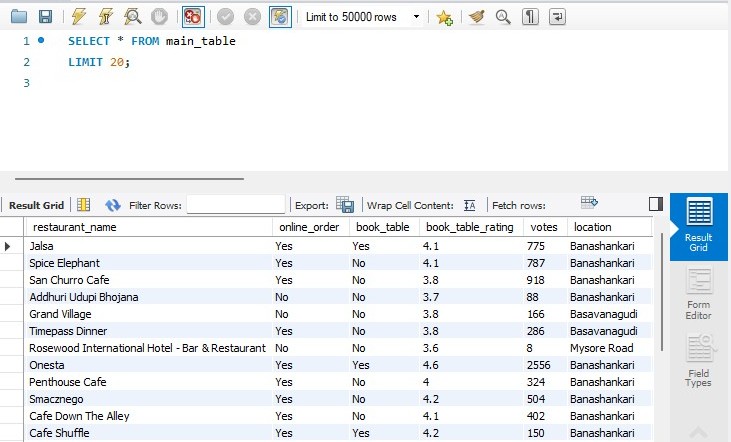 Limit to 50000 rows
1 SELECT * FROM main_table
2 LIMIT 20;
3
Result Grid Filter Rows: Export: Wrap Cell Content: Fetch rows:
restaurant_name online_order book_table book_table_rating votes location
Jalsa Yes Yes 4.1 775 Banashankari
Spice Elephant Yes No 4.1 787 Banashankari
San Churro Cafe Yes No 3.8 918 Banashankari
Addhuri Udupi Bhojana No No 3.7 88 Banashankari
Grand Village No No 3.8 166 Basavanagudi
Timepass Dinner Yes No 3.8 286 Basavanagudi
Rosewood International Hotel - Bar & Restaurant No No 3.6 8 Mysore Road
Onesta Yes Yes 4.6 2556 Banashankari
Penthouse Cafe Yes No 4 324 Banashankari
Smacznego Yes No 4.2 504 Banashankari
Cafe Down The Alley Yes No 4.1 402 Banashankari
Cafe Shuffle Yes Yes 4.2 150 Banashankari
Result
Grid
Form
Editor
Field
Types